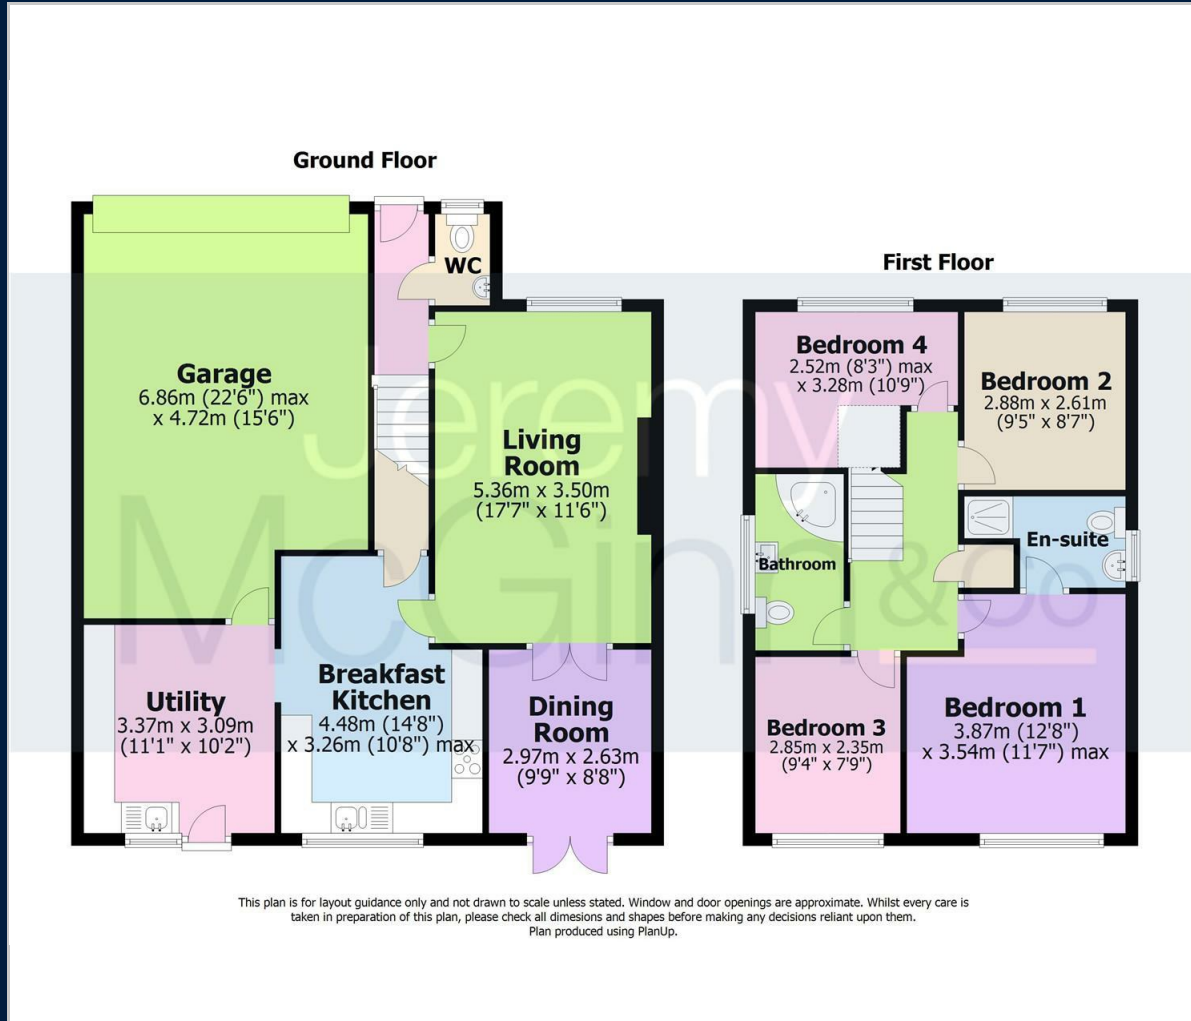 Ground Floor
WC
Garage
6.86m (22'6") max
x 4.72m (15'6")
Living
Room
5.36m x 3.50m
(17'7" x 11'6")
Utility
3.37m x 3.09m
(11'1" x 10'2")
Breakfast
Kitchen
4.48m (14'8")
x 3.26m (10'8") max
Dining
Room
2.97m x 2.63m
(9'9" x 8'8")
First Floor
Bedroom 4
2.52m (8'3") max
x 3.28m (10'9")
Bedroom 2
2.88m x 2.61m
(9'5" x 8'7")
En-suite
Bathroom
Bedroom 3
2.85m x 2.35m
(9'4" x 7'9")
Bedroom 1
3.87m (12'8")
x 3.54m (11'7") max
Jeremy
McGinn & Co
This plan is for layout guidance only and not drawn to scale unless stated. Window and door openings are approximate. Whilst every care is
taken in preparation of this plan, please check all dimesions and shapes before making any decisions reliant upon them.
Plan produced using PlanUp.